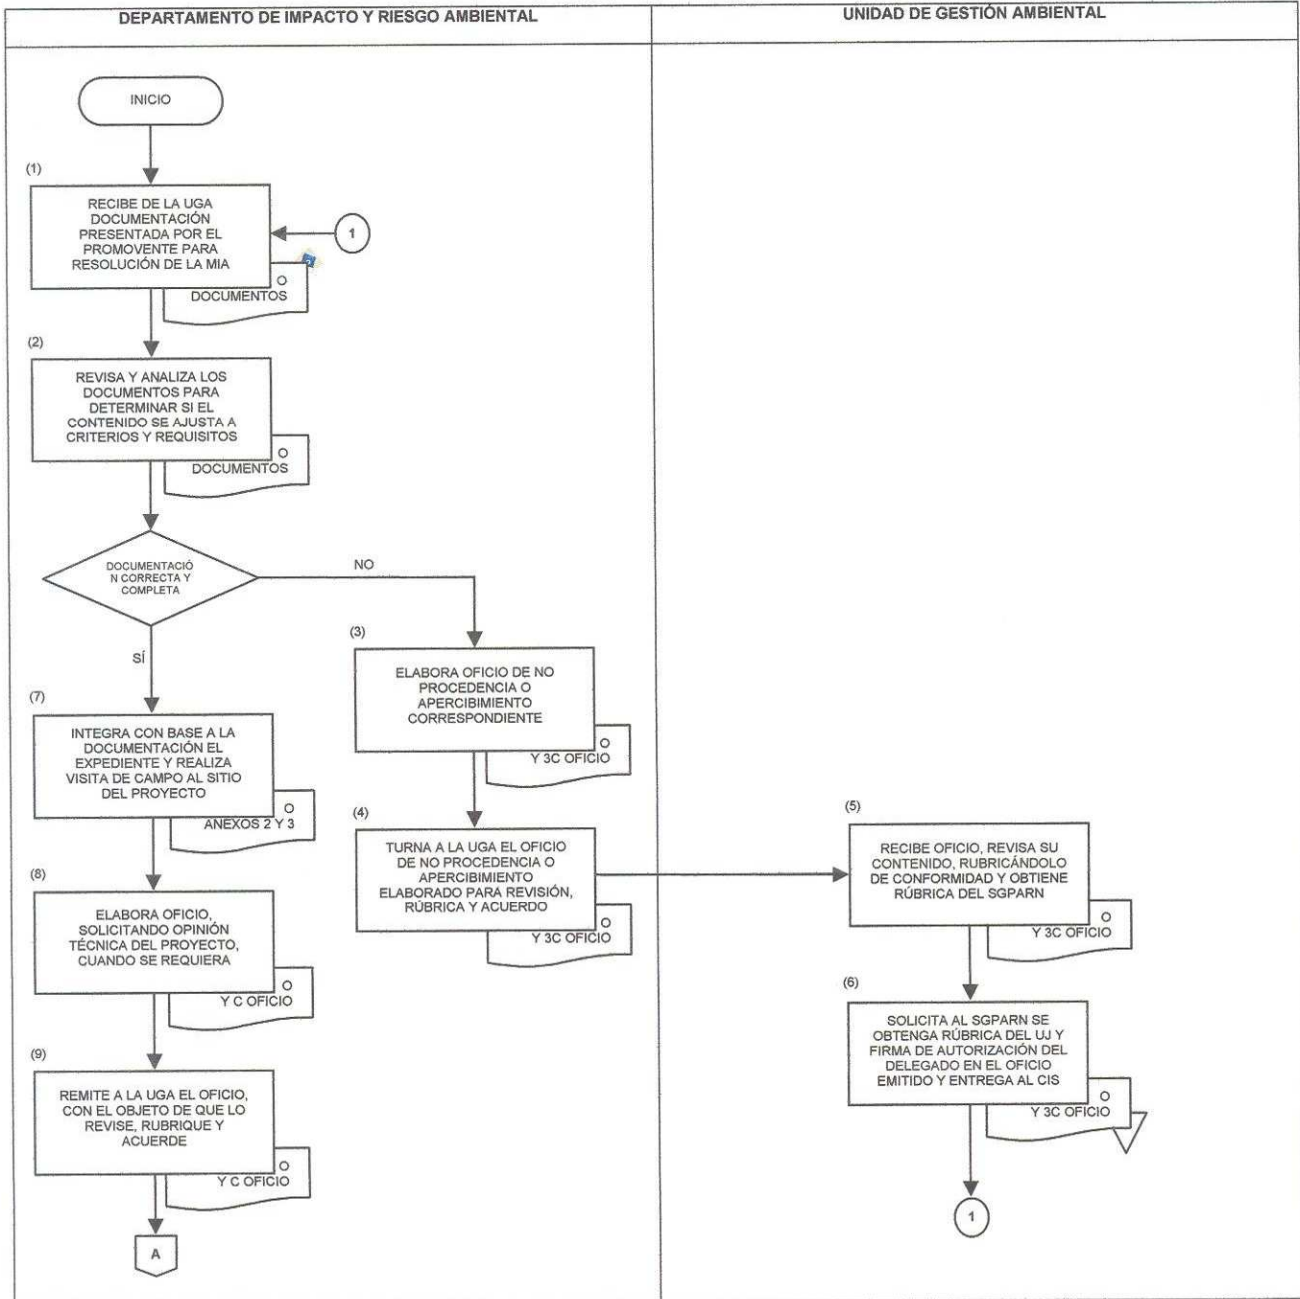 DEPARTAMENTO DE IMPACTO Y RIESGO AMBIENTAL
UNIDAD DE GESTIÓN AMBIENTAL
INICIO
(1)
RECIBE DE LA UGA
DOCUMENTACIÓN
PRESENTADA POR EL
PROMOVENTE PARA
RESOLUCIÓN DE LA MIA
1
O
DOCUMENTOS
(2)
REVISA Y ANALIZA LOS
DOCUMENTOS PARA
DETERMINAR SI EL
CONTENIDO SE AJUSTA A
CRITERIOS Y REQUISITOS
O
DOCUMENTOS
DOCUMENTACIÓ
N CORRECTA Y
COMPLETA
NO
SÍ
(3)
ELABORA OFICIO DE NO
PROCEDENCIA O
APERCIBIMIENTO
CORRESPONDIENTE
O
Y 3C OFICIO
(7)
INTEGRA CON BASE A LA
DOCUMENTACIÓN EL
EXPEDIENTE Y REALIZA
VISITA DE CAMPO AL SITIO
DEL PROYECTO
O
ANEXOS 2 Y 3
(4)
TURNA A LA UGA EL OFICIO
DE NO PROCEDENCIA O
APERCIBIMIENTO
ELABORADO PARA REVISIÓN,
RÚBRICA Y ACUERDO
O
Y 3C OFICIO
(5)
RECIBE OFICIO, REVISA SU
CONTENIDO, RUBRICÁNDOLO
DE CONFORMIDAD Y OBTIENE
RÚBRICA DEL SGPARN
O
Y 3C OFICIO
(8)
ELABORA OFICIO,
SOLICITANDO OPINIÓN
TÉCNICA DEL PROYECTO,
CUANDO SE REQUIERA
O
Y C OFICIO
(6)
SOLICITA AL SGPARN SE
OBTENGA RÚBRICA DEL UJ Y
FIRMA DE AUTORIZACIÓN DEL
DELEGADO EN EL OFICIO
EMITIDO Y ENTREGA AL CIS
O
Y 3C OFICIO
(9)
REMITE A LA UGA EL OFICIO,
CON EL OBJETO DE QUE LO
REVISE, RUBRIQUE Y
ACUERDE
O
Y C OFICIO
1
A